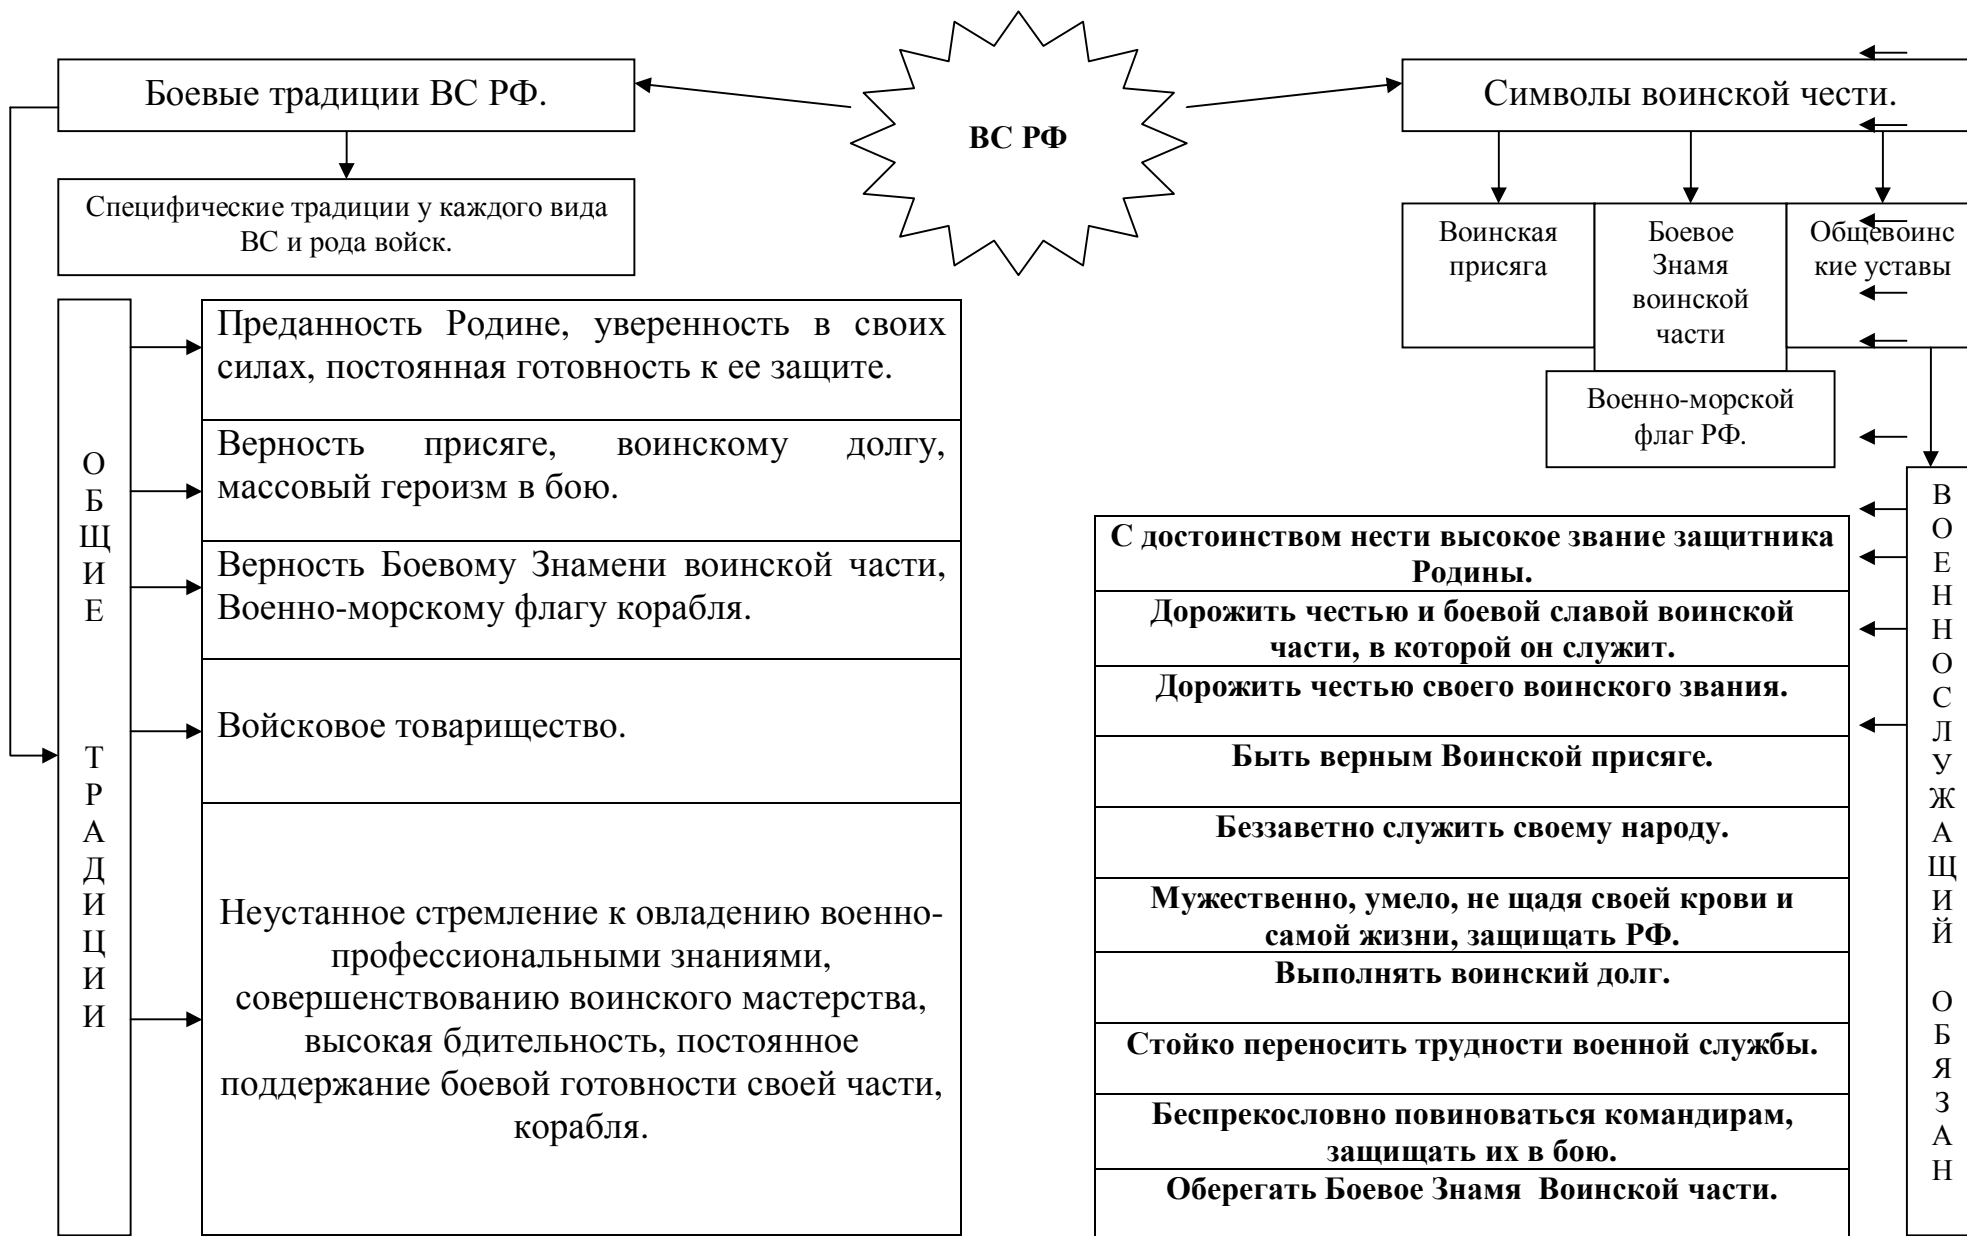 Боевые традиции ВС РФ.
ВС РФ
Символы воинской чести.
Специфические традиции у каждого вида
ВС и рода войск.
Воинская
присяга
Боевое
Знамя
воинской
части
Общевоинс
кие уставы
Военно-морской
флаг РФ.
ОБЩИЕ ТРАДИЦИИ
Преданность Родине, уверенность в своих
силах, постоянная готовность к ее защите.
Верность присяге, воинскому долгу,
массовый героизм в бою.
Верность Боевому Знамени воинской части,
Военно-морскому флагу корабля.
Войсковое товарищество.
Неустанное стремление к овладению военно-
профессиональными знаниями,
совершенствованию воинского мастерства,
высокая бдительность, постоянное
поддержание боевой готовности своей части,
корабля.
ВОЕННОСЛУЖАЩИЙ ОБЯЗАН
С достоинством нести высокое звание защитника
Родины.
Дорожить честью и боевой славой воинской
части, в которой он служит.
Дорожить честью своего воинского звания.
Быть верным Воинской присяге.
Беззаветно служить своему народу.
Мужественно, умело, не щадя своей крови и
самой жизни, защищать РФ.
Выполнять воинский долг.
Стойко переносить трудности военной службы.
Беспрекословно повиноваться командирам,
защищать их в бою.
Оберегать Боевое Знамя Воинской части.